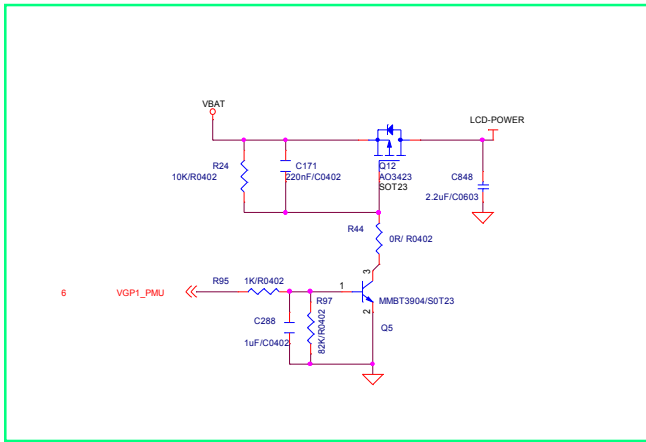 VBAT
LCD-POWER
R24
10K/R0402
C171
220nF/C0402
Q12
AO3423
SOT23
C848
2.2uF/C0603
R44
0R/ R0402
3
6
VGP1_PMU
R95
1K/R0402
1
R97
82K/R0402
MMBT3904/S0T23
C288
1uF/C0402
2
Q5